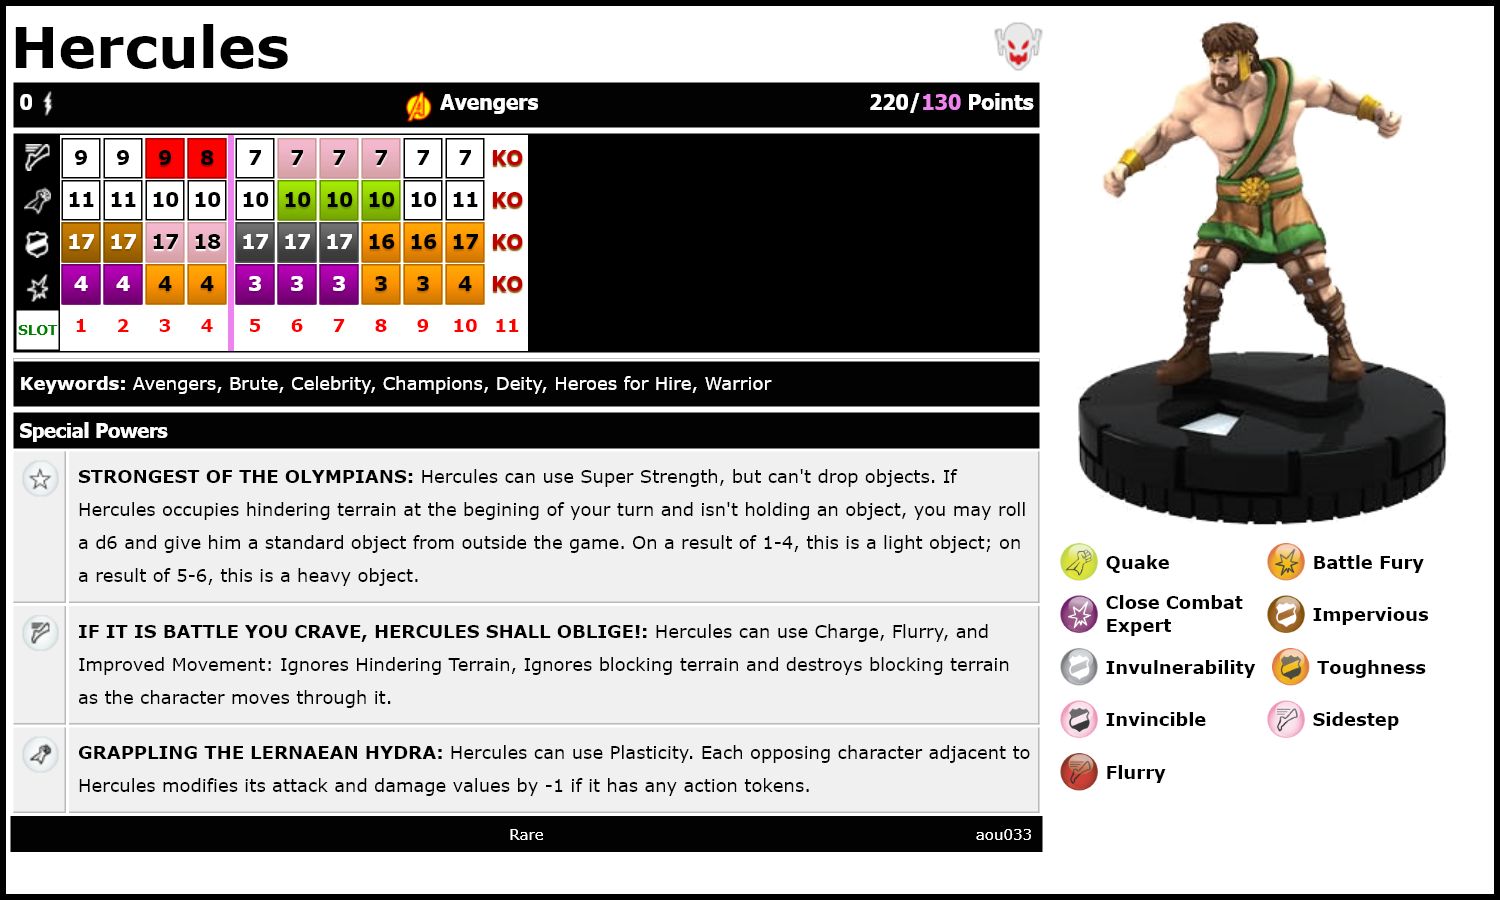 Hercules
0 Avengers 220/130 Points
9 9 9 8 7 7 7 7 7 7 KO
11 11 10 10 10 10 10 10 10 11 KO
17 17 17 18 17 17 17 16 16 17 KO
4 4 4 4 3 3 3 3 3 4 KO
SLOT 1 2 3 4 5 6 7 8 9 10 11
Keywords: Avengers, Brute, Celebrity, Champions, Deity, Heroes for Hire, Warrior
Special Powers
STRONGEST OF THE OLYMPIANS: Hercules can use Super Strength, but can't drop objects. If
Hercules occupies hindering terrain at the begining of your turn and isn't holding an object, you may roll
a d6 and give him a standard object from outside the game. On a result of 1-4, this is a light object; on
a result of 5-6, this is a heavy object.
IF IT IS BATTLE YOU CRAVE, HERCULES SHALL OBLIGE!: Hercules can use Charge, Flurry, and
Improved Movement: Ignores Hindering Terrain, Ignores blocking terrain and destroys blocking terrain
as the character moves through it.
GRAPPLING THE LERNAEAN HYDRA: Hercules can use Plasticity. Each opposing character adjacent to
Hercules modifies its attack and damage values by -1 if it has any action tokens.
Rare aou033
Quake Battle Fury
Close Combat
Expert Impervious
Invulnerability Toughness
Invincible Sidestep
Flurry